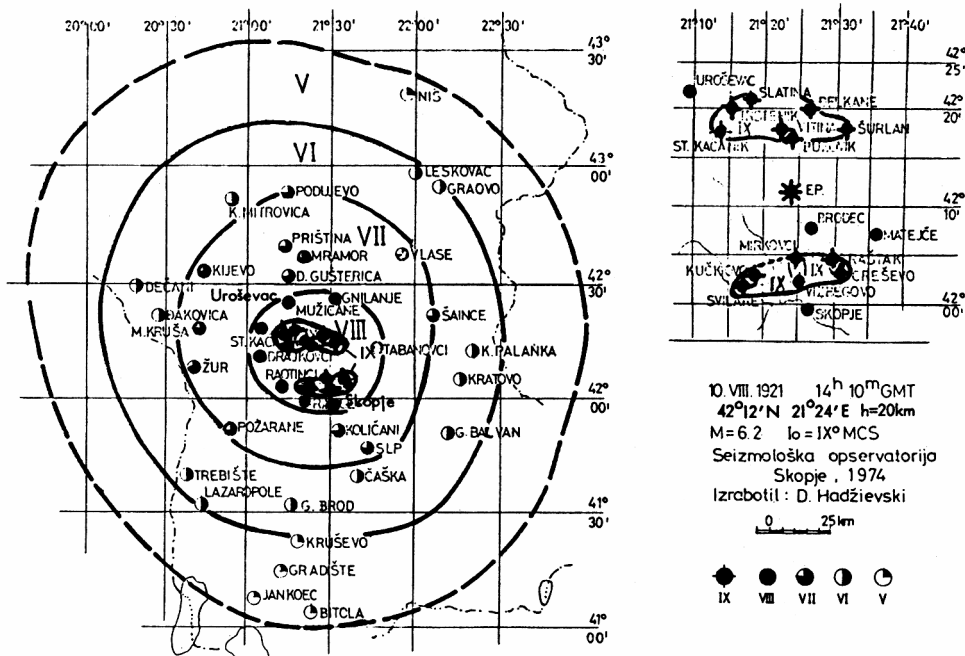 20°00' 20°30' 21°00' 21°30' 22°00' 22°30'
43° 30'
V
NIŠ
VI
43° 00'
LESKOVAC
GRAOVO
PODUJEVO
K. MITROVICA
VII
PRIŠTINA
MRAMOR
VLASE
KIJEVO
D. GUŠTERICA
42° 30'
DEČANI
Uroševac
GNILANJE
MUŽIČANE
ĐAKOVICA
M. KRUŠA
ŠAINCE
VIII
ST. KAČ
IX
TABANOVCI
K. PALANKA
ŽUR
KRATOVO
RAOTINCI
42° 00'
Skopje
POŽARANE
KOLIČANI
G. BALVAN
SLP
TREBIŠTE
ČAŠKA
LAZAROPOLE
G. BROD
41° 30'
KRUŠEVO
GRADIŠTE
JANKOEC
BITCLA
41° 00'
21°10' 21°20' 21°30' 21°40'
42° 25'
UROŠEVAC
SLATINA
42° 20'
IX
VITINA
ŠURLAN
ST. KAČANIK
EP.
42° 10'
BRODEC
MATEJČE
MIRKOVCI
RAŠTAK
KUČKOVO
IX
CREŠEVO
IX
VIZBEGOVO
SVILARE
42° 00'
SKOPJE
10. VIII. 1921 14h 10m GMT
42°12'N 21°24'E h=20km
M=6.2 Io=IX° MCS
Seizmološka opservatorija
Skopje, 1974
Izrabotil: D. Hadžievski
0 25km
IX VIII VII VI V